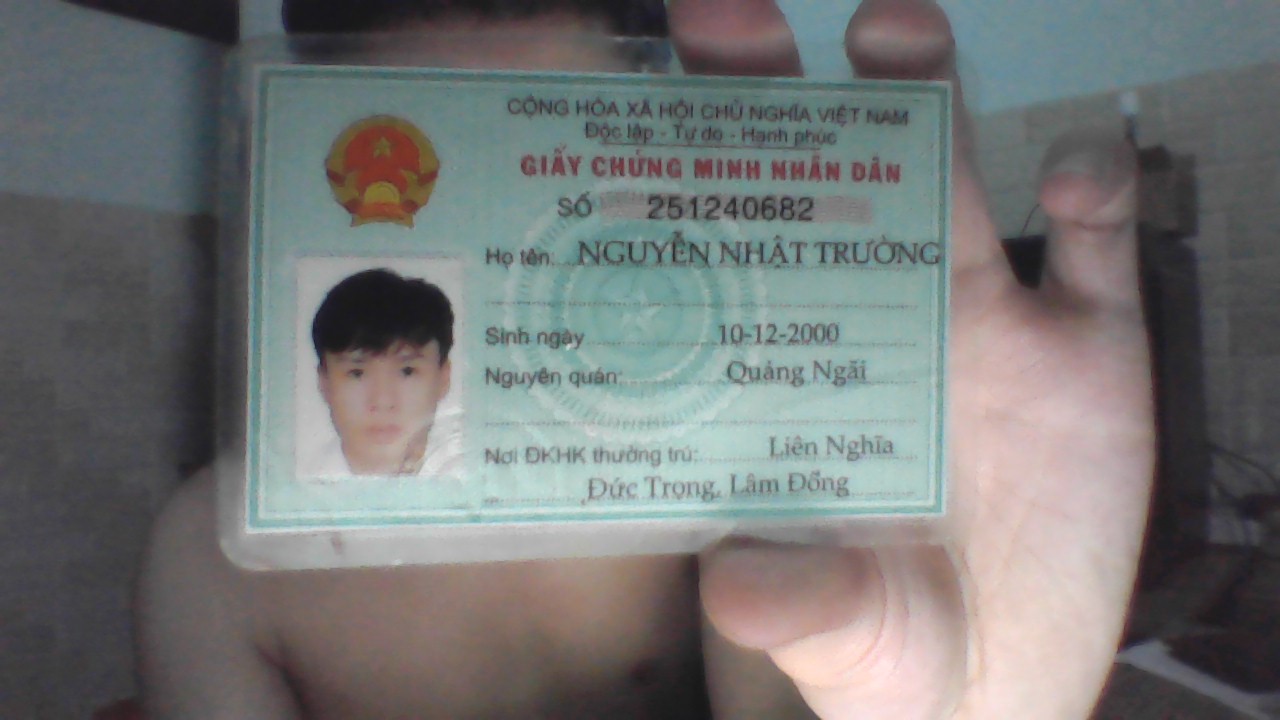 CỘNG HÒA XÃ HỘI CHỦ NGHĨA VIỆT NAM
Độc lập - Tự do - Hạnh phúc
GIẤY CHỨNG MINH NHÂN DÂN
SỐ 251240682
Họ tên: NGUYỄN NHẬT TRƯỜNG
Sinh ngày 10-12-2000
Nguyên quán: Quảng Ngãi
Nơi ĐKHK thường trú: Liên Nghĩa
Đức Trọng, Lâm Đồng